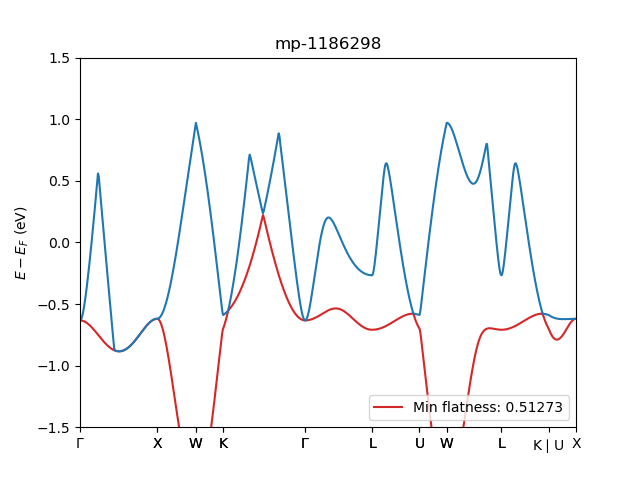 mp-1186298
E − E_F (eV)
1.5
1.0
0.5
0.0
−0.5
−1.0
−1.5
Γ X W K Γ L U W L K | U X
Min flatness: 0.51273